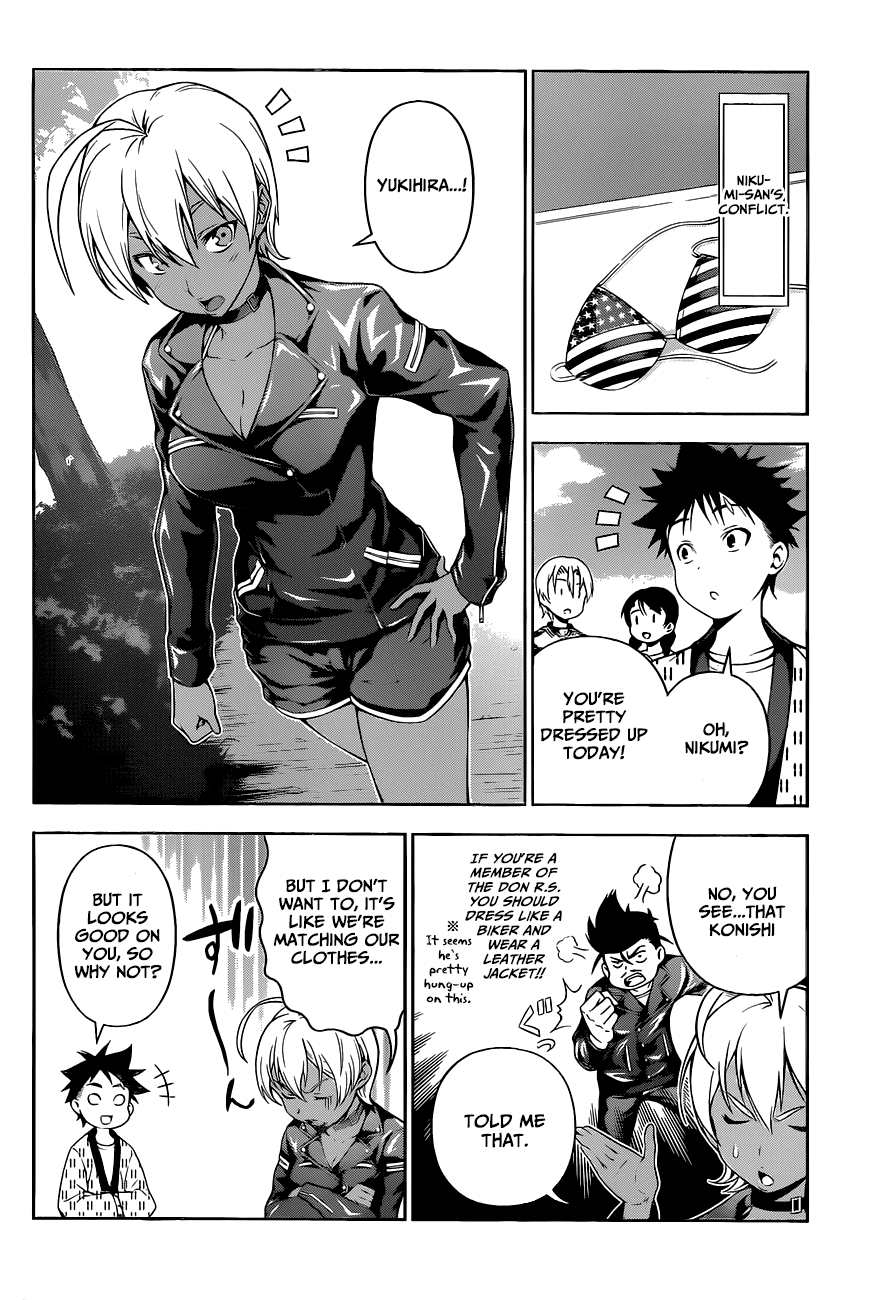 NIKU-
MI-SAN'S
CONFLICT.
YUKIHIRA...!
OH,
NIKUMI?
YOU'RE
PRETTY
DRESSED UP
TODAY!
NO, YOU
SEE...THAT
KONISHI
IF YOU'RE A
MEMBER OF
THE DON R.S.
YOU SHOULD
DRESS LIKE A
BIKER AND
WEAR A
LEATHER
JACKET!!
※
It seems
he's
pretty
hung-up
on this.
TOLD ME
THAT.
BUT I DON'T
WANT TO, IT'S
LIKE WE'RE
MATCHING OUR
CLOTHES...
ずーん
BUT IT
LOOKS
GOOD ON
YOU, SO
WHY NOT?